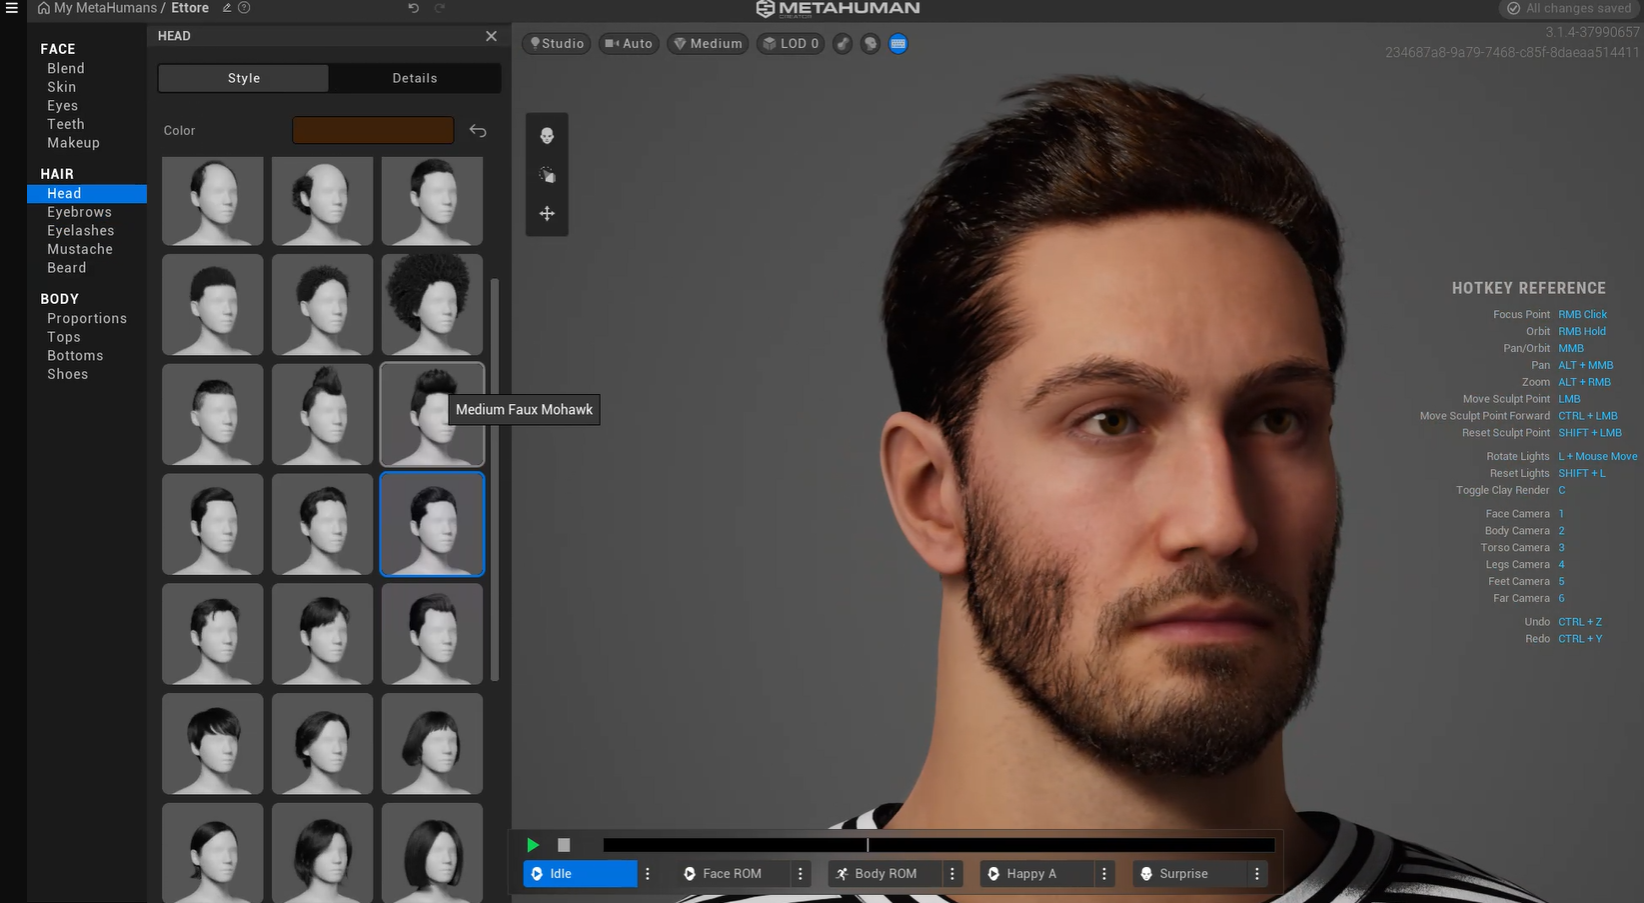 My MetaHumans / Ettore
METAHUMAN
CREATOR
All changes saved
3.1.4-37990657
234687a8-9a79-7468-c85f-8daeaa514411
FACE
Blend
Skin
Eyes
Teeth
Makeup
HAIR
Head
Eyebrows
Eyelashes
Mustache
Beard
BODY
Proportions
Tops
Bottoms
Shoes
HEAD
Style
Details
Color
Medium Faux Mohawk
Studio
Auto
Medium
LOD 0
HOTKEY REFERENCE
Focus Point RMB Click
Orbit RMB Hold
Pan/Orbit MMB
Pan ALT + MMB
Zoom ALT + RMB
Move Sculpt Point LMB
Move Sculpt Point Forward CTRL + LMB
Reset Sculpt Point SHIFT + LMB
Rotate Lights L + Mouse Move
Reset Lights SHIFT + L
Toggle Clay Render C
Face Camera 1
Body Camera 2
Torso Camera 3
Legs Camera 4
Feet Camera 5
Far Camera 6
Undo CTRL + Z
Redo CTRL + Y
Idle
Face ROM
Body ROM
Happy A
Surprise